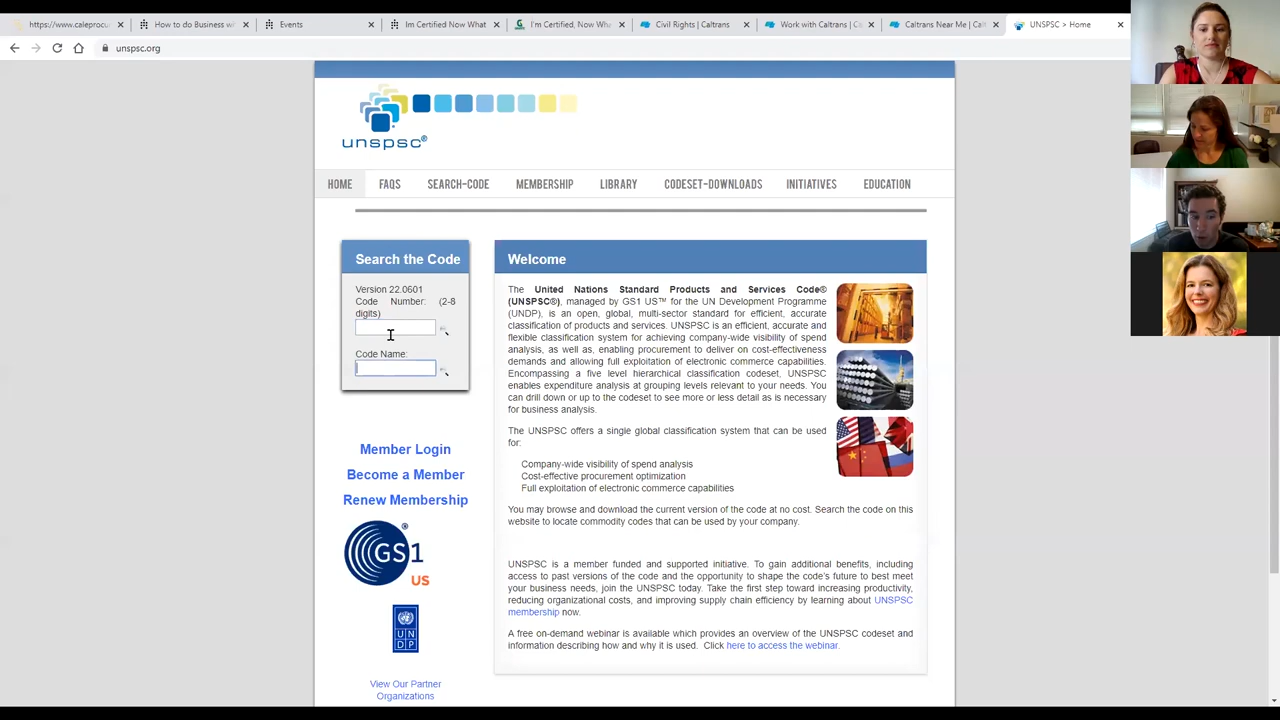 https://www.caleprocu
How to do Business w
Events
Im Certified Now What
I'm Certified, Now Wha
Civil Rights | Caltrans
Work with Caltrans | C
Caltrans Near Me | Cal
UNSPSC > Home
unspsc.org
unspsc®
HOME
FAQS
SEARCH-CODE
MEMBERSHIP
LIBRARY
CODESET-DOWNLOADS
INITIATIVES
EDUCATION
Search the Code
Version 22.0601
Code Number: (2-8
digits)
Code Name:
Member Login
Become a Member
Renew Membership
GS1
US
U N
D P
View Our Partner
Organizations
Welcome
The United Nations Standard Products and Services Code®
(UNSPSC®), managed by GS1 US™ for the UN Development Programme
(UNDP), is an open, global, multi-sector standard for efficient, accurate
classification of products and services. UNSPSC is an efficient, accurate and
flexible classification system for achieving company-wide visibility of spend
analysis, as well as, enabling procurement to deliver on cost-effectiveness
demands and allowing full exploitation of electronic commerce capabilities.
Encompassing a five level hierarchical classification codeset, UNSPSC
enables expenditure analysis at grouping levels relevant to your needs. You
can drill down or up to the codeset to see more or less detail as is necessary
for business analysis.
The UNSPSC offers a single global classification system that can be used
for:
Company-wide visibility of spend analysis
Cost-effective procurement optimization
Full exploitation of electronic commerce capabilities
You may browse and download the current version of the code at no cost. Search the code on this
website to locate commodity codes that can be used by your company.
UNSPSC is a member funded and supported initiative. To gain additional benefits, including
access to past versions of the code and the opportunity to shape the code's future to best meet
your business needs, join the UNSPSC today. Take the first step toward increasing productivity,
reducing organizational costs, and improving supply chain efficiency by learning about UNSPSC
membership now.
A free on-demand webinar is available which provides an overview of the UNSPSC codeset and
information describing how and why it is used. Click here to access the webinar.